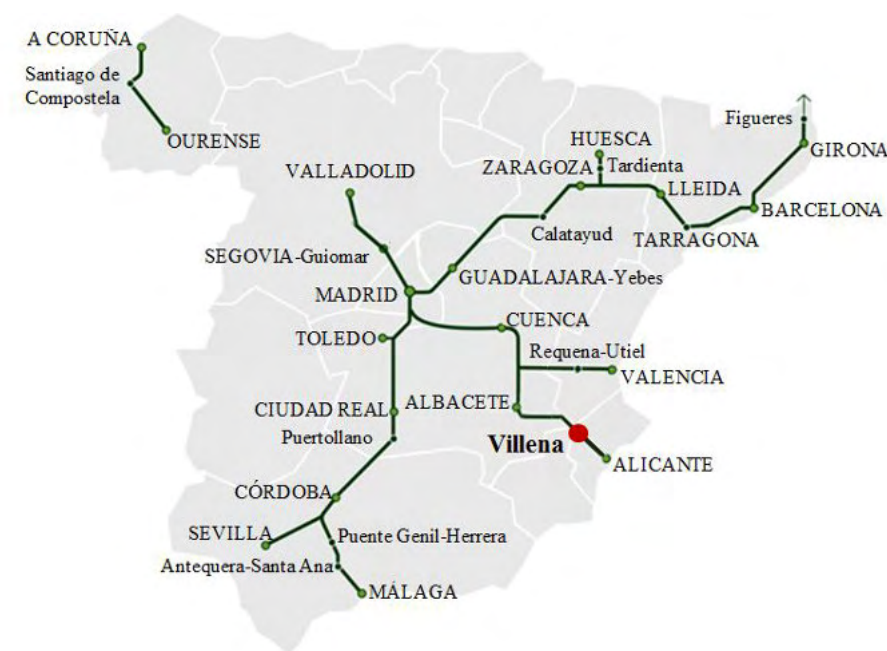 A CORUÑA
Santiago de
Compostela
OURENSE
VALLADOLID
SEGOVIA-Guiomar
MADRID
TOLEDO
CIUDAD REAL
Puertollano
CÓRDOBA
SEVILLA
Puente Genil-Herrera
Antequera-Santa Ana
MÁLAGA
HUESCA
Tardienta
ZARAGOZA
Calatayud
GUADALAJARA-Yebes
LLEIDA
TARRAGONA
BARCELONA
Figueres
GIRONA
CUENCA
Requena-Utiel
VALENCIA
ALBACETE
Villena
ALICANTE